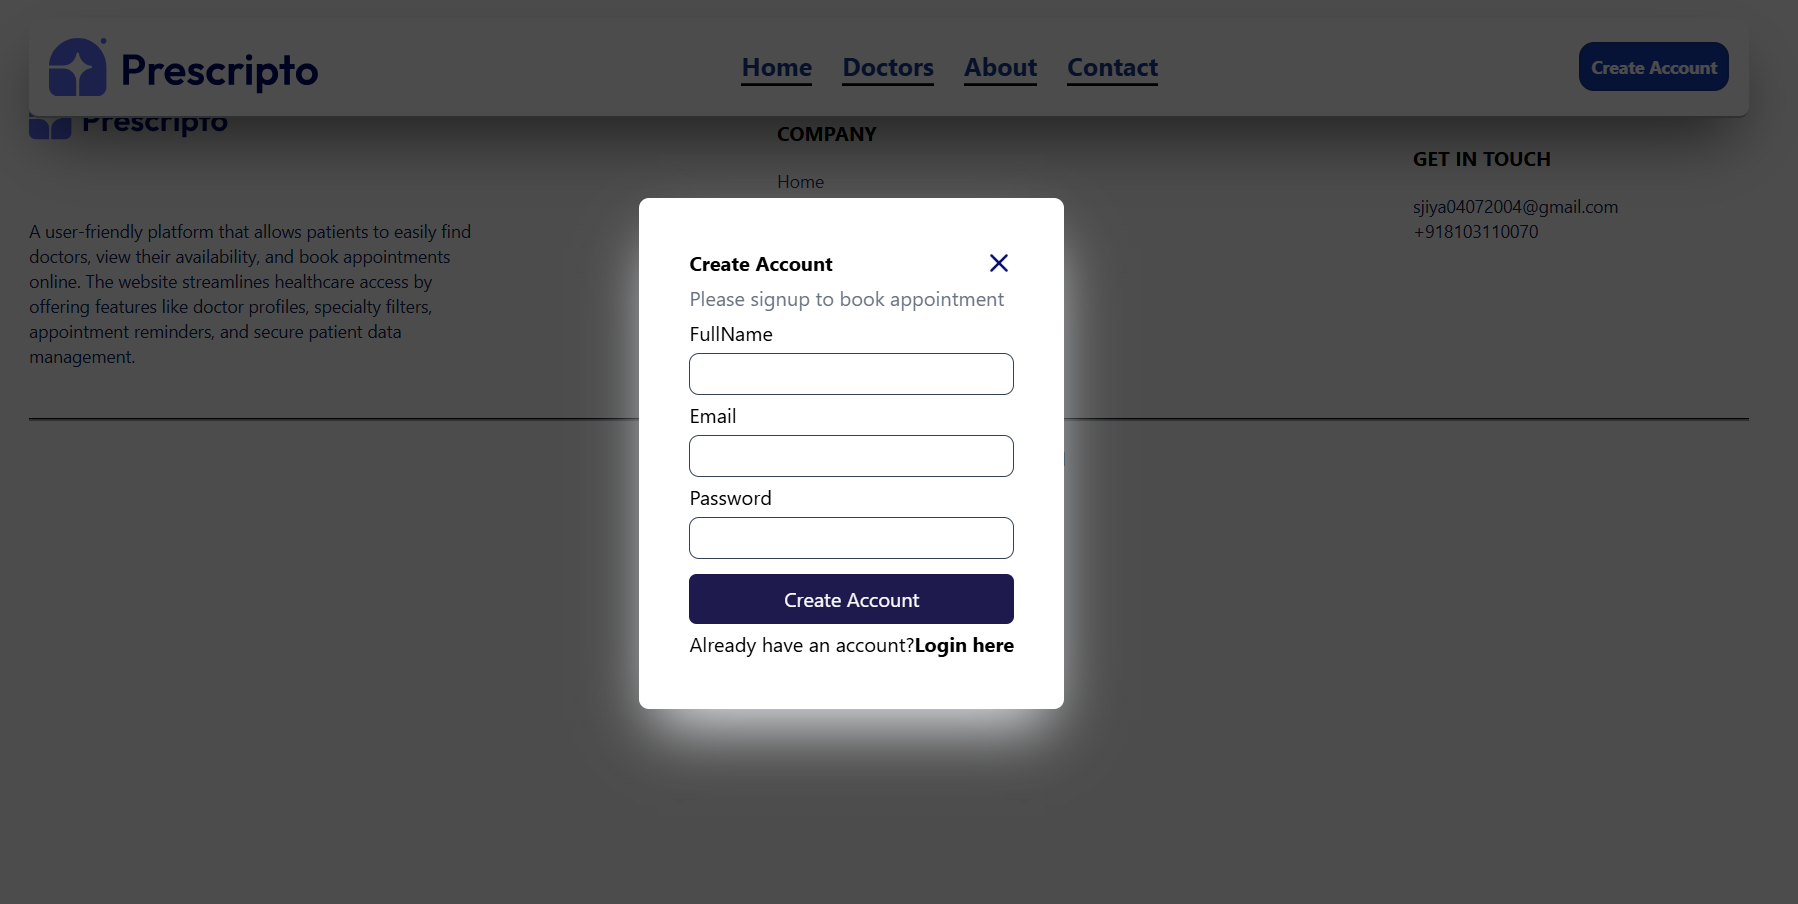 Prescripto
Home Doctors About Contact
Create Account
Prescripto
COMPANY
Home
GET IN TOUCH
sjiya04072004@gmail.com
+918103110070
A user-friendly platform that allows patients to easily find
doctors, view their availability, and book appointments
online. The website streamlines healthcare access by
offering features like doctor profiles, specialty filters,
appointment reminders, and secure patient data
management.
Create Account
Please signup to book appointment
FullName
Email
Password
Create Account
Already have an account?Login here